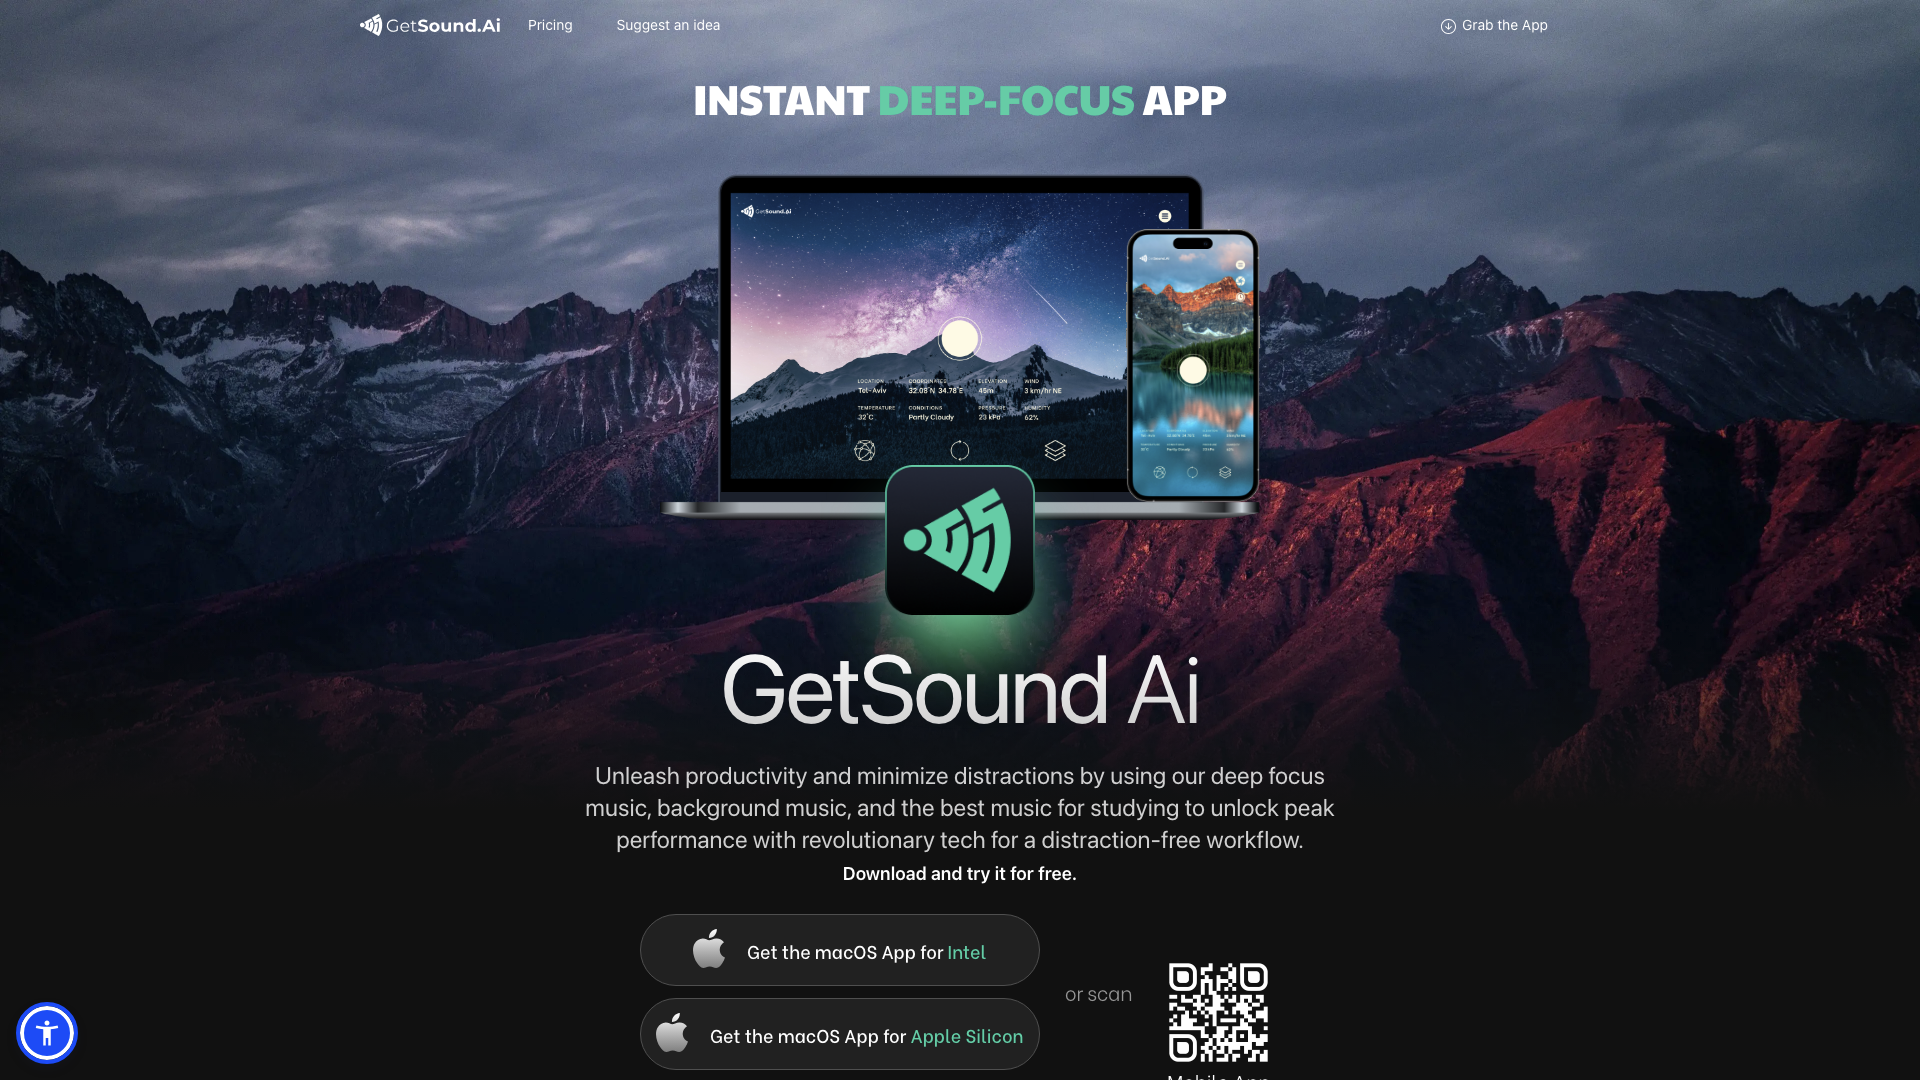 GetSound.Ai
Pricing
Suggest an idea
Grab the App
INSTANT DEEP-FOCUS APP
GetSound.Ai
LOCATION COORDINATES ELEVATION WIND
Tel-Aviv 32.08°N 34.78°E 45m 3 km/hr NE
TEMPERATURE CONDITIONS PRESSURE HUMIDITY
32°C Partly Cloudy 23 kPa 62%
GetSound Ai
Unleash productivity and minimize distractions by using our deep focus
music, background music, and the best music for studying to unlock peak
performance with revolutionary tech for a distraction-free workflow.
Download and try it for free.
Get the macOS App for Intel
Get the macOS App for Apple Silicon
or scan
Mobile App